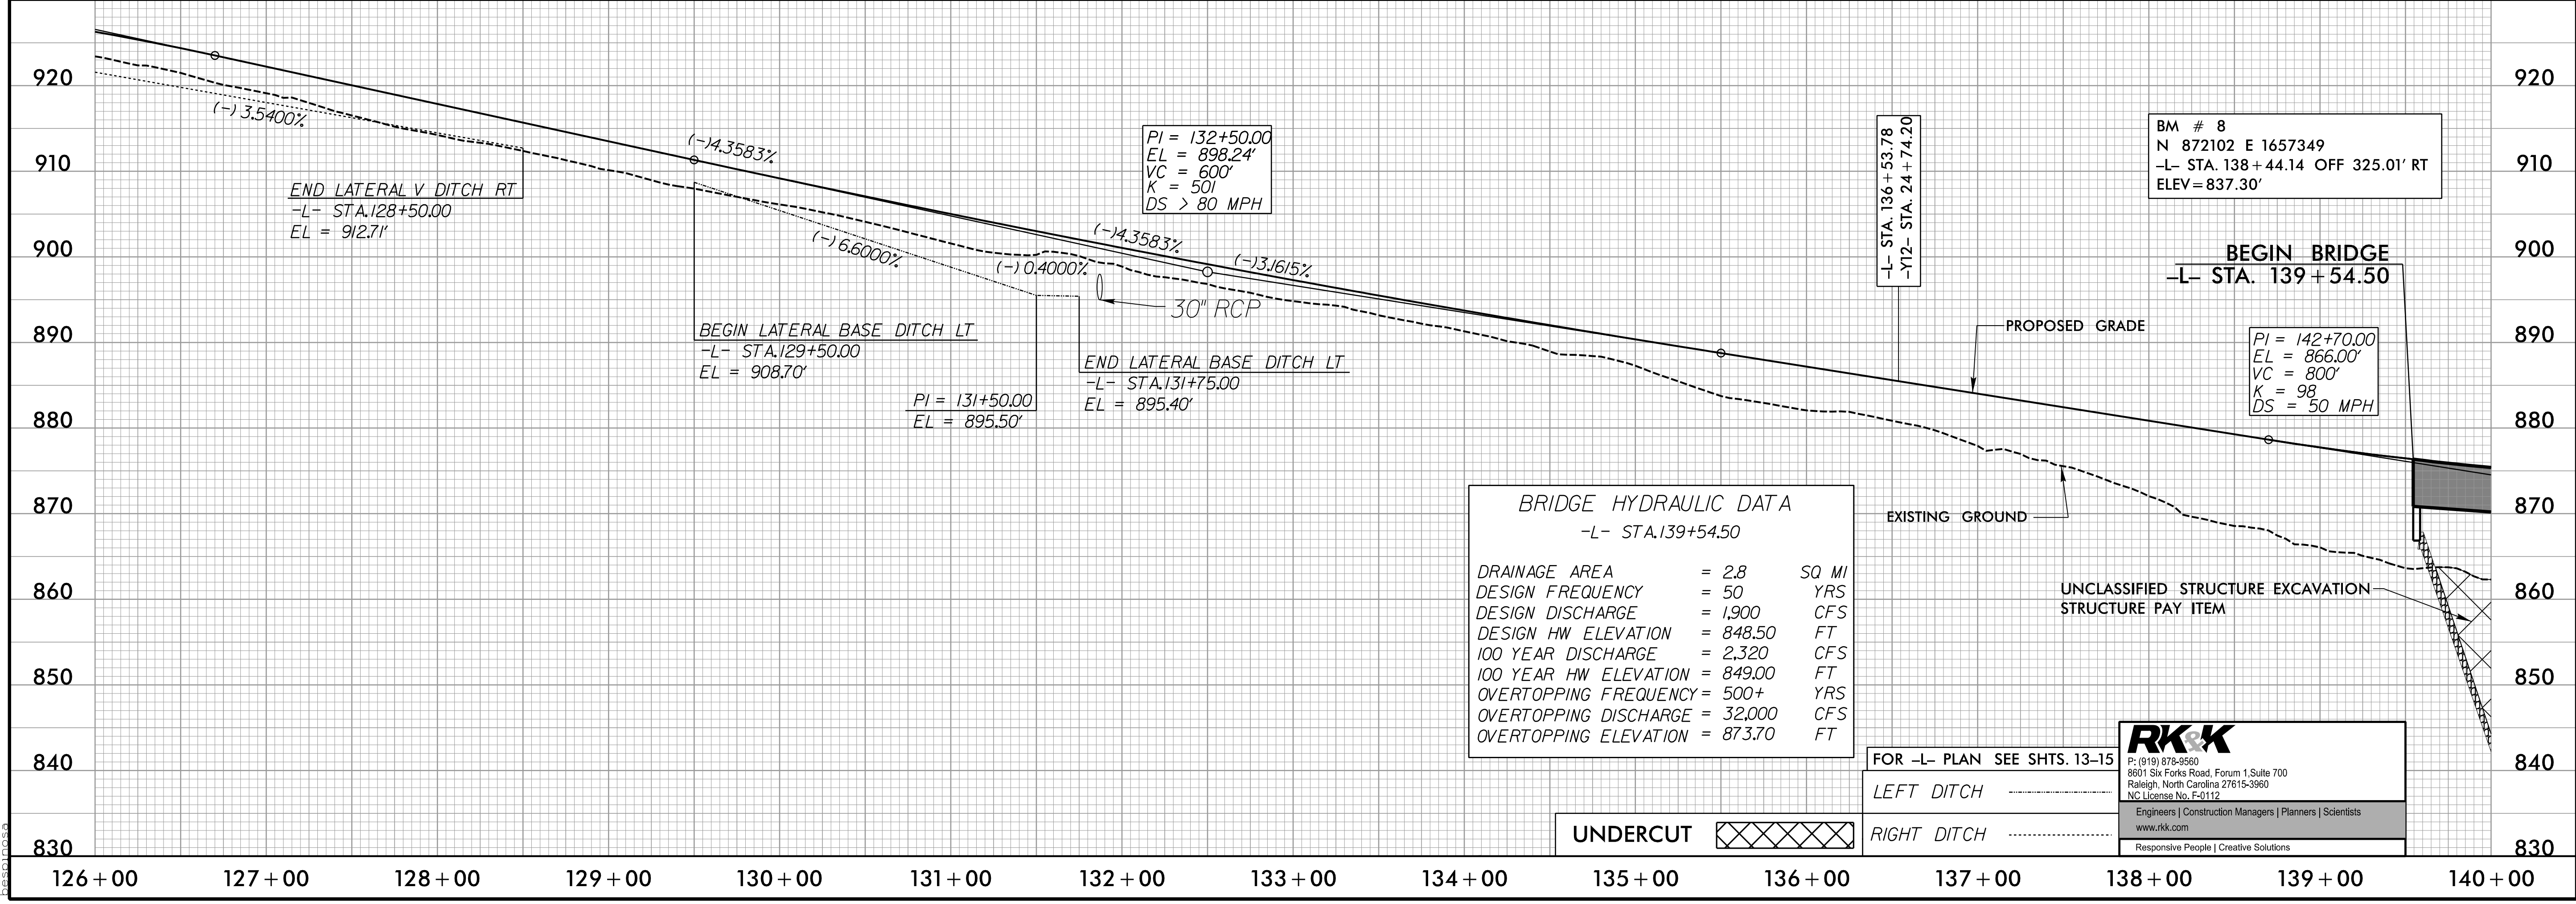 920
910
900
890
880
870
860
850
840
830
(-) 3.5400%
END LATERAL V DITCH RT
-L- STA.128+50.00
EL = 912.71'
(-)4.3583%
(-) 6.6000%
BEGIN LATERAL BASE DITCH LT
-L- STA.129+50.00
EL = 908.70'
PI = 131+50.00
EL = 895.50'
(-) 0.4000%
30" RCP
END LATERAL BASE DITCH LT
-L- STA.131+75.00
EL = 895.40'
PI = 132+50.00
EL = 898.24'
VC = 600'
K = 501
DS > 80 MPH
(-)4.3583%
(-)3.1615%
-L- STA. 136+53.78
-Y12- STA. 24+74.20
PROPOSED GRADE
BM # 8
N 872102 E 1657349
-L- STA. 138+44.14 OFF 325.01' RT
ELEV=837.30'
BEGIN BRIDGE
-L- STA. 139+54.50
PI = 142+70.00
EL = 866.00'
VC = 800'
K = 98
DS = 50 MPH
EXISTING GROUND
UNCLASSIFIED STRUCTURE EXCAVATION
STRUCTURE PAY ITEM
BRIDGE HYDRAULIC DATA
-L- STA.139+54.50
DRAINAGE AREA = 2.8 SQ MI
DESIGN FREQUENCY = 50 YRS
DESIGN DISCHARGE = 1,900 CFS
DESIGN HW ELEVATION = 848.50 FT
100 YEAR DISCHARGE = 2,320 CFS
100 YEAR HW ELEVATION = 849.00 FT
OVERTOPPING FREQUENCY = 500+ YRS
OVERTOPPING DISCHARGE = 32,000 CFS
OVERTOPPING ELEVATION = 873.70 FT
FOR -L- PLAN SEE SHTS. 13-15
LEFT DITCH
RIGHT DITCH
UNDERCUT
RK&K
P: (919) 878-9560
8601 Six Forks Road, Forum 1,Suite 700
Raleigh, North Carolina 27615-3960
NC License No. F-0112
Engineers | Construction Managers | Planners | Scientists
www.rkk.com
Responsive People | Creative Solutions
920
910
900
890
880
870
860
850
840
830
126+00 127+00 128+00 129+00 130+00 131+00 132+00 133+00 134+00 135+00 136+00 137+00 138+00 139+00 140+00
bespinosa